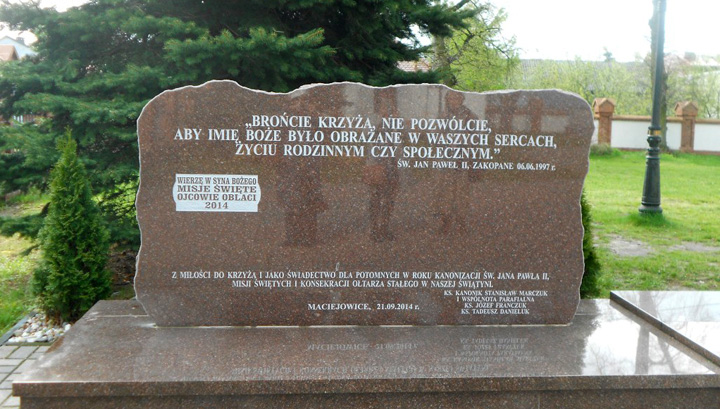 „BROŃCIE KRZYŻA, NIE POZWÓLCIE,
ABY IMIĘ BOŻE BYŁO OBRAŻANE W WASZYCH SERCACH,
ŻYCIU RODZINNYM CZY SPOŁECZNYM.”
ŚW. JAN PAWEŁ II, ZAKOPANE 06.06.1997 r.
WIERZĘ W SYNA BOŻEGO
MISJE ŚWIĘTE
OJCOWIE OBLACI
2014
Z MIŁOŚCI DO KRZYŻA I JAKO ŚWIADECTWO DLA POTOMNYCH W ROKU KANONIZACJI ŚW. JANA PAWŁA II,
MISJI ŚWIĘTYCH I KONSEKRACJI OŁTARZA STAŁEGO W NASZEJ ŚWIĄTYNI.
KS. KANONIK STANISŁAW MARCZUK
I WSPÓLNOTA PARAFIALNA
KS. JÓZEF FRANCZUK
KS. TADEUSZ DANIELUK
MACIEJOWICE, 21.09.2014 r.